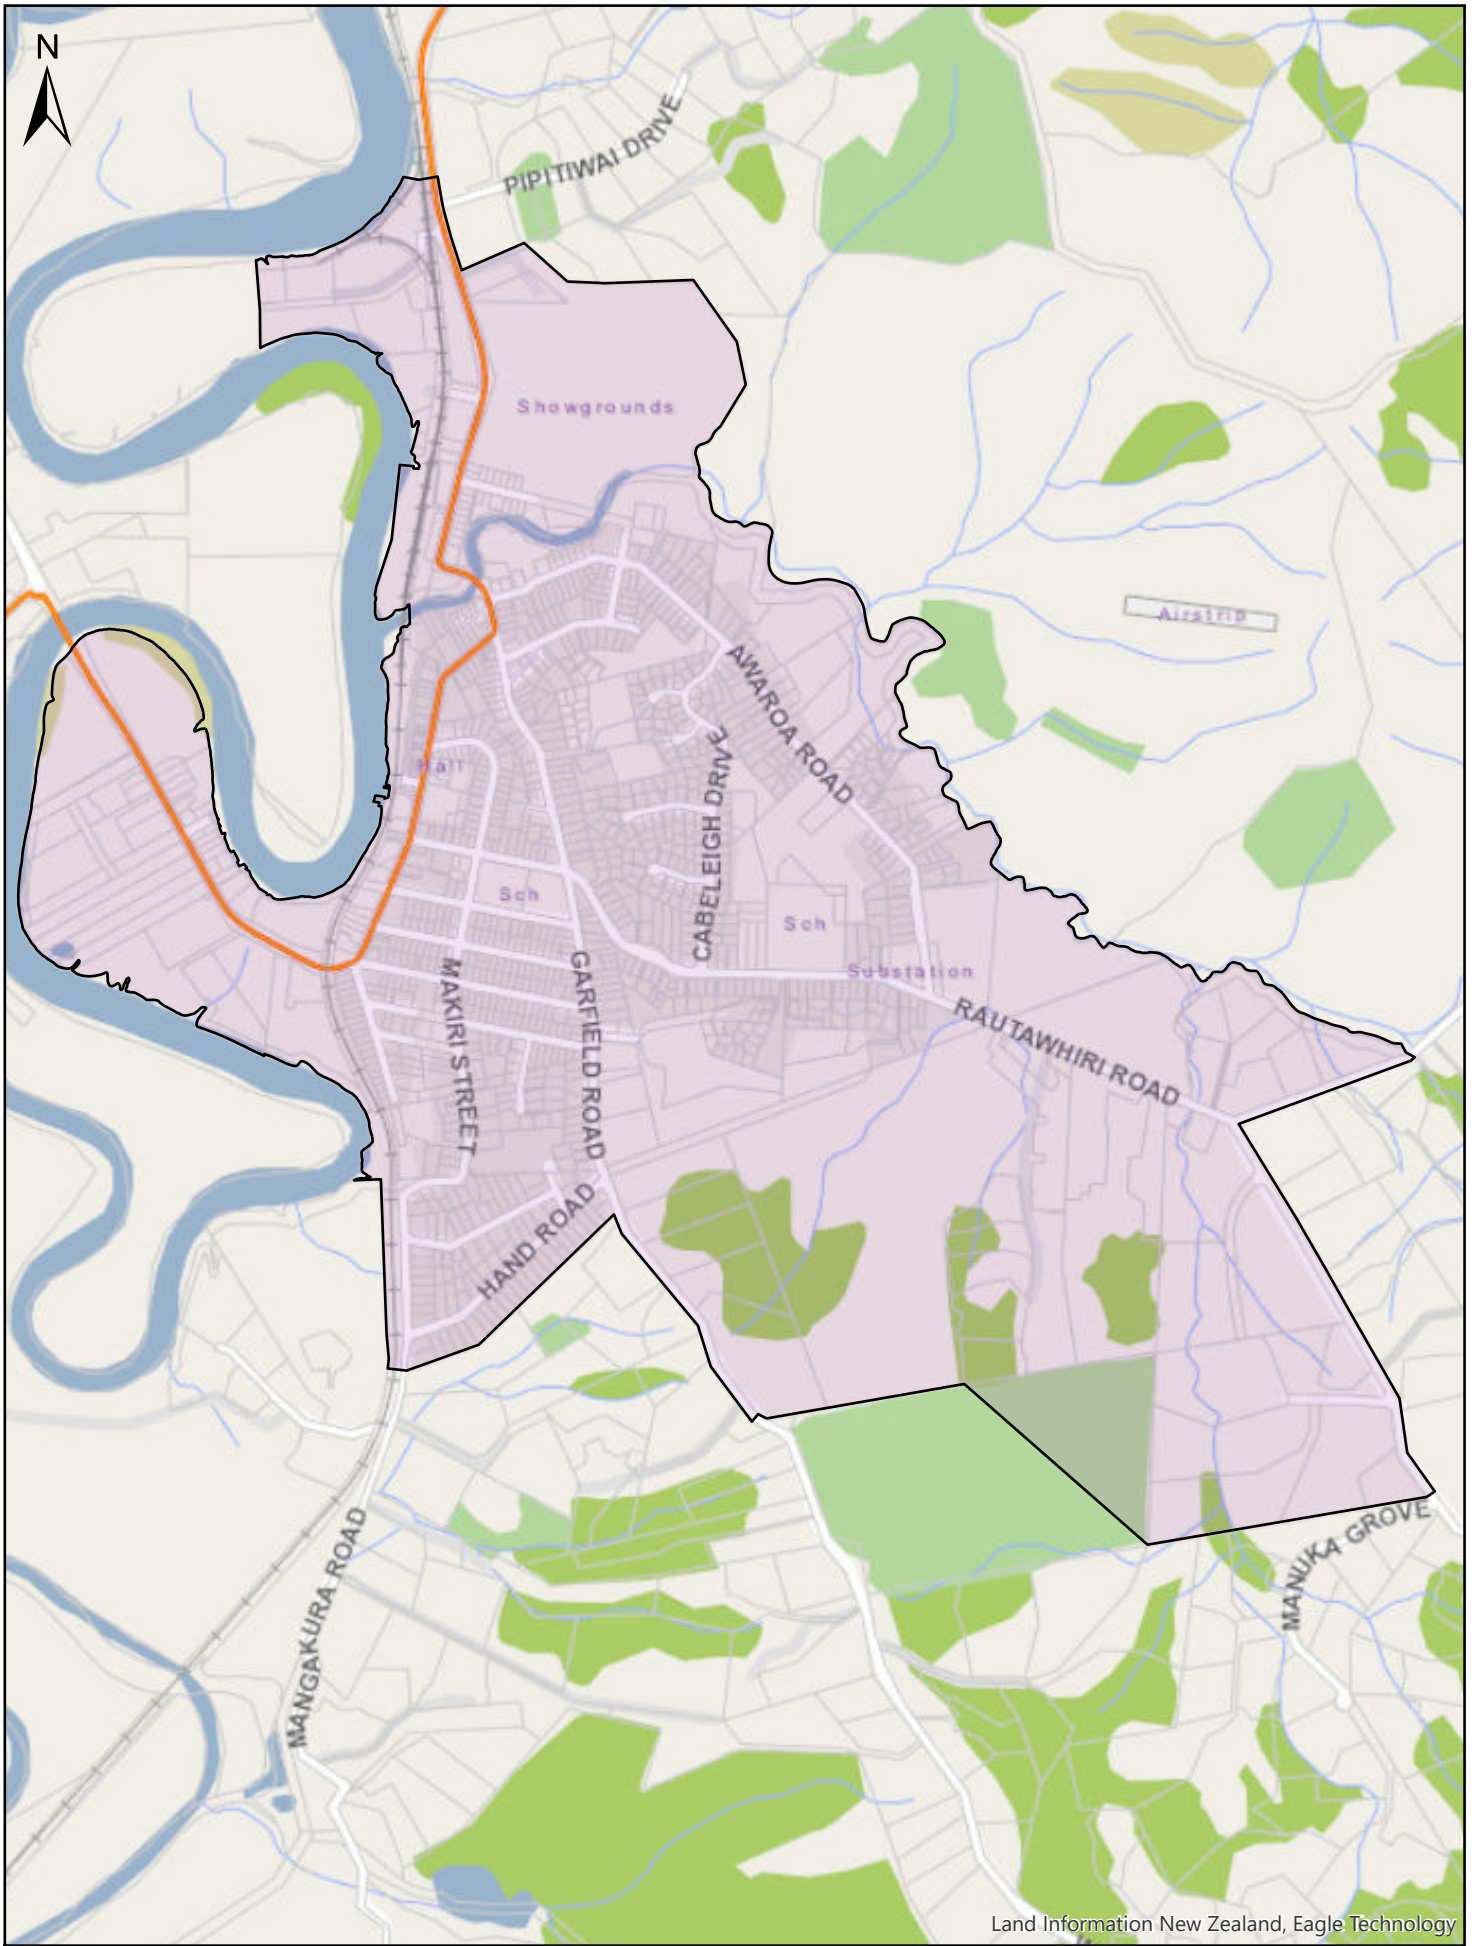 N
PIPITIWAI DRIVE
Showgrounds
Airstrip
AWAROA ROAD
Hall
CABELEIGH DRIVE
Sch
Sch
Substation
MAKIRI STREET
GARFIELD ROAD
RAUTAWHIRI ROAD
HAND ROAD
MANUKA GROVE
MANGAKURA ROAD
Land Information New Zealand, Eagle Technology